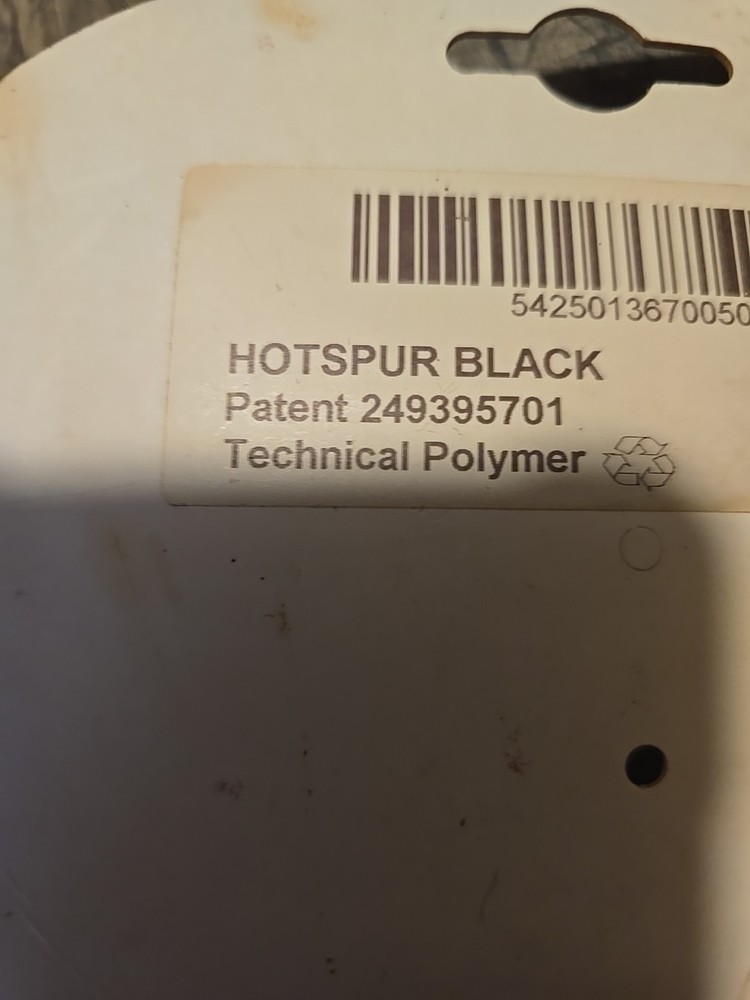 5425013670050
HOTSPUR BLACK
Patent 249395701
Technical Polymer